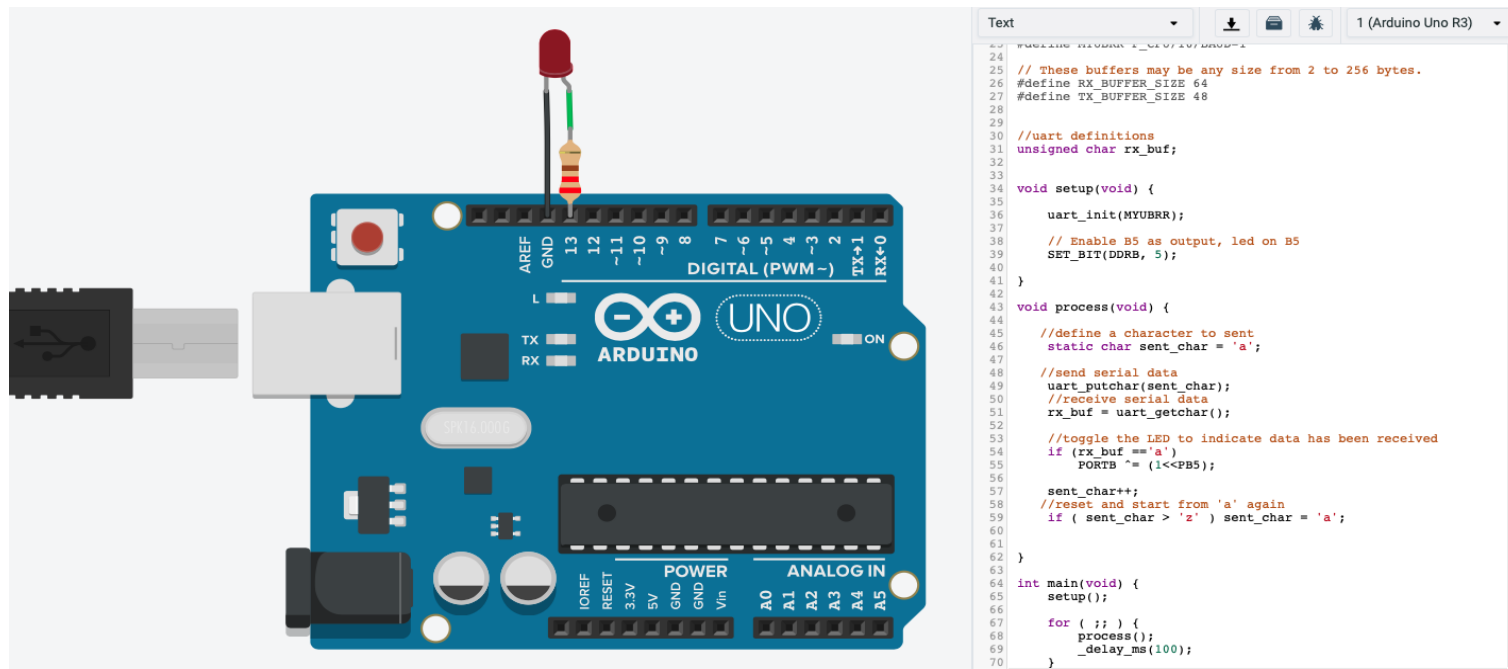 Text
1 (Arduino Uno R3)
24
25 // These buffers may be any size from 2 to 256 bytes.
26 #define RX_BUFFER_SIZE 64
27 #define TX_BUFFER_SIZE 48
28
29
30 //uart definitions
31 unsigned char rx_buf;
32
33
34 void setup(void) {
35
36 uart_init(MYUBRR);
37
38 // Enable B5 as output, led on B5
39 SET_BIT(DDRB, 5);
40
41 }
42
43 void process(void) {
44
45 //define a character to sent
46 static char sent_char = 'a';
47
48 //send serial data
49 uart_putchar(sent_char);
50 //receive serial data
51 rx_buf = uart_getchar();
52
53 //toggle the LED to indicate data has been received
54 if (rx_buf =='a')
55 PORTB ^= (1<<PB5);
56
57 sent_char++;
58 //reset and start from 'a' again
59 if ( sent_char > 'z' ) sent_char = 'a';
60
61
62 }
63
64 int main(void) {
65 setup();
66
67 for ( ;; ) {
68 process();
69 _delay_ms(100);
70 }
AREF
GND
13
12
~11
~10
~9
8
7
~6
~5
4
~3
2
TX→1
RX←0
DIGITAL (PWM~)
L
TX
RX
ARDUINO
UNO
ON
SPK16.000G
POWER
ANALOG IN
IOREF
RESET
3.3V
5V
GND
GND
Vin
A0
A1
A2
A3
A4
A5